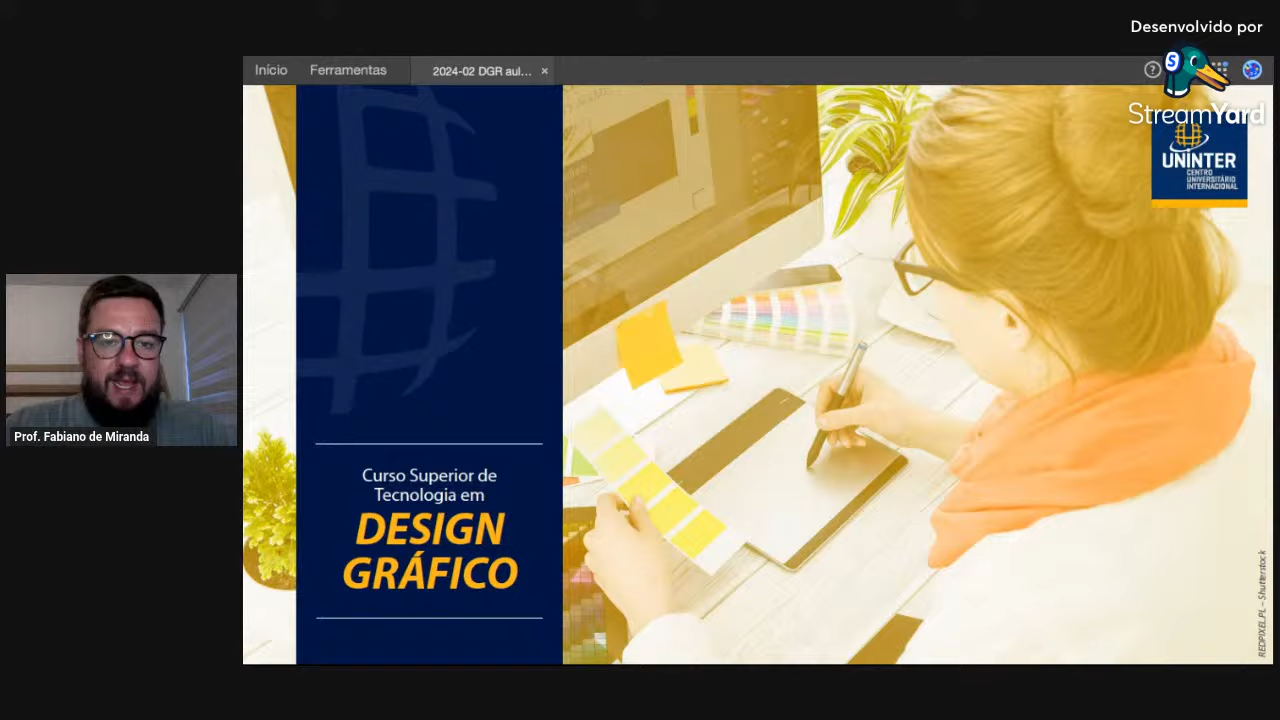 Desenvolvido por
StreamYard
Início
Ferramentas
2024-02 DGR aul... ×
?
S
UNINTER
CENTRO
UNIVERSITÁRIO
INTERNACIONAL
Prof. Fabiano de Miranda
Curso Superior de
Tecnologia em
DESIGN
GRÁFICO
REDPIXEL.PL – Shutterstock